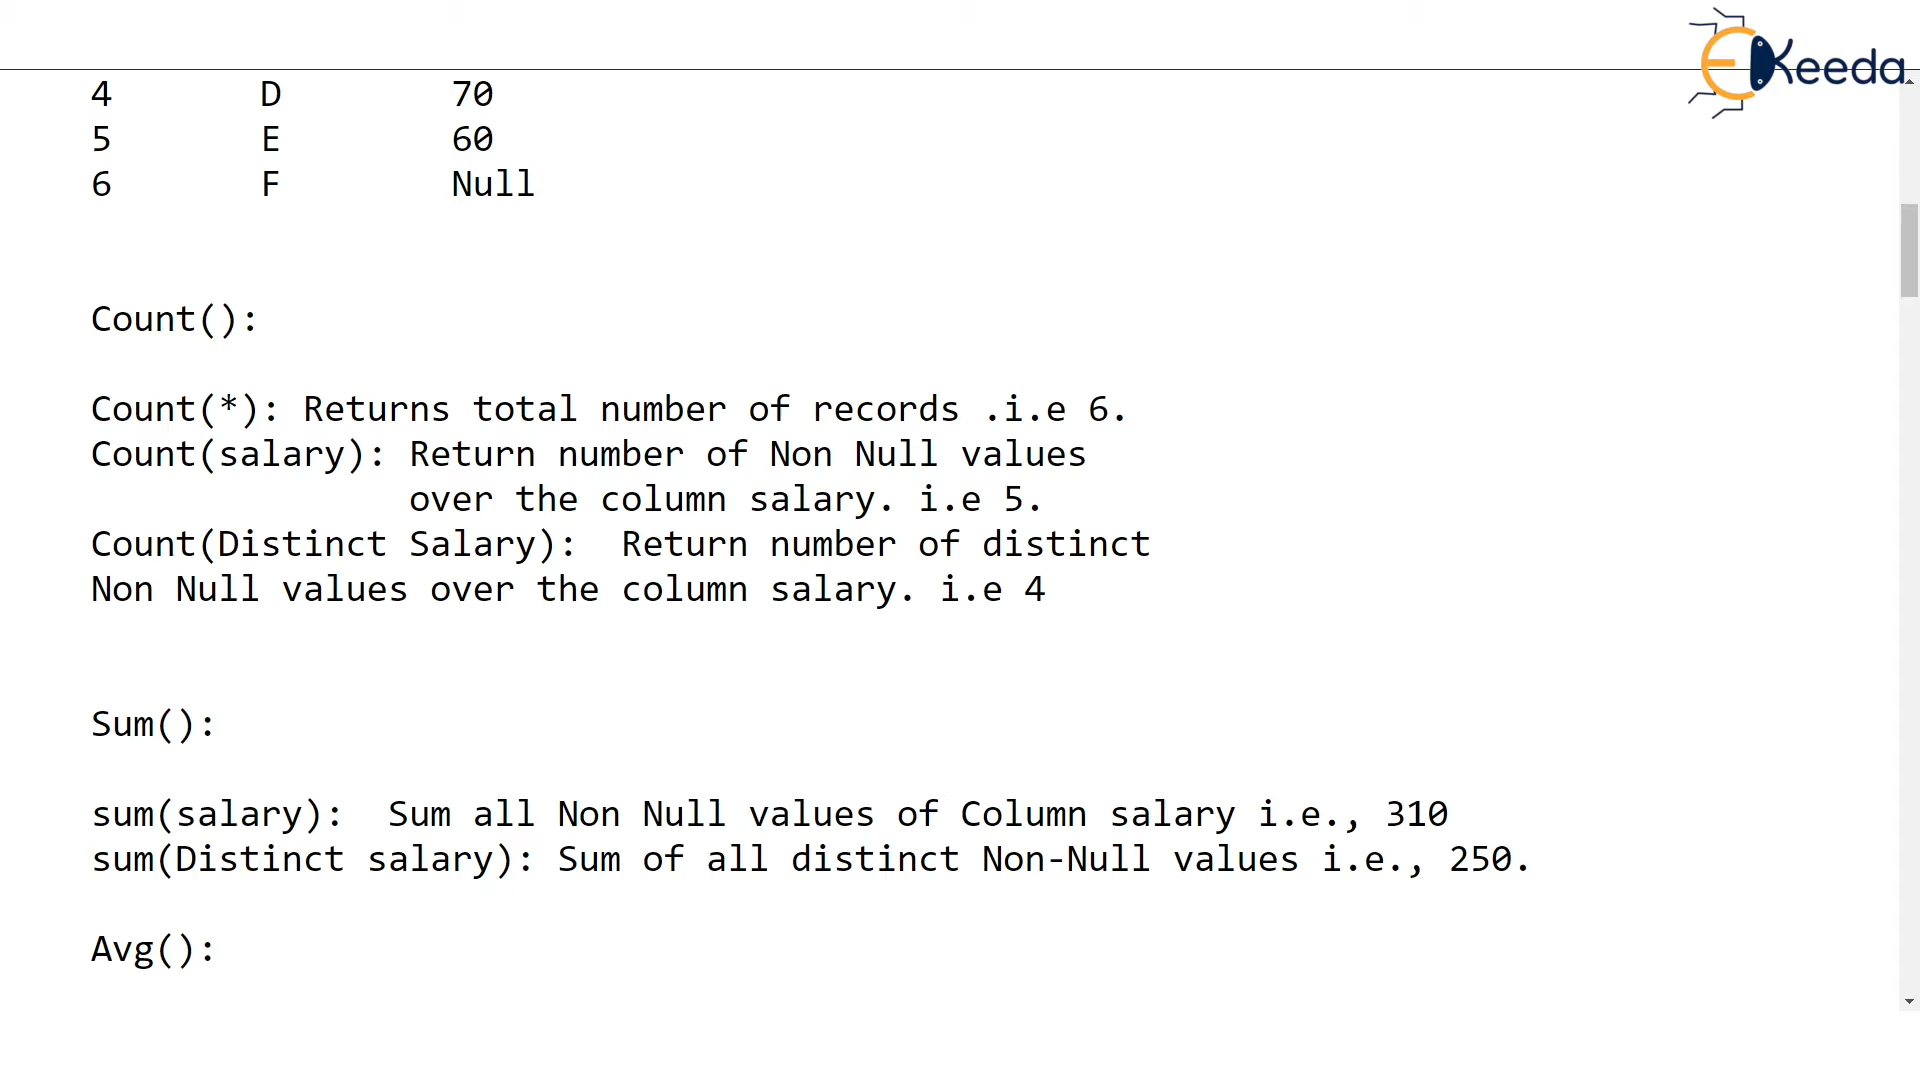 EKeeda
4 D 70
5 E 60
6 F Null
Count():
Count(*): Returns total number of records .i.e 6.
Count(salary): Return number of Non Null values
over the column salary. i.e 5.
Count(Distinct Salary): Return number of distinct
Non Null values over the column salary. i.e 4
Sum():
sum(salary): Sum all Non Null values of Column salary i.e., 310
sum(Distinct salary): Sum of all distinct Non-Null values i.e., 250.
Avg():